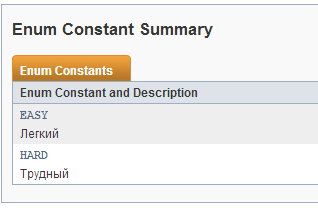 Enum Constant Summary
Enum Constants
Enum Constant and Description
EASY
Легкий
HARD
Трудный